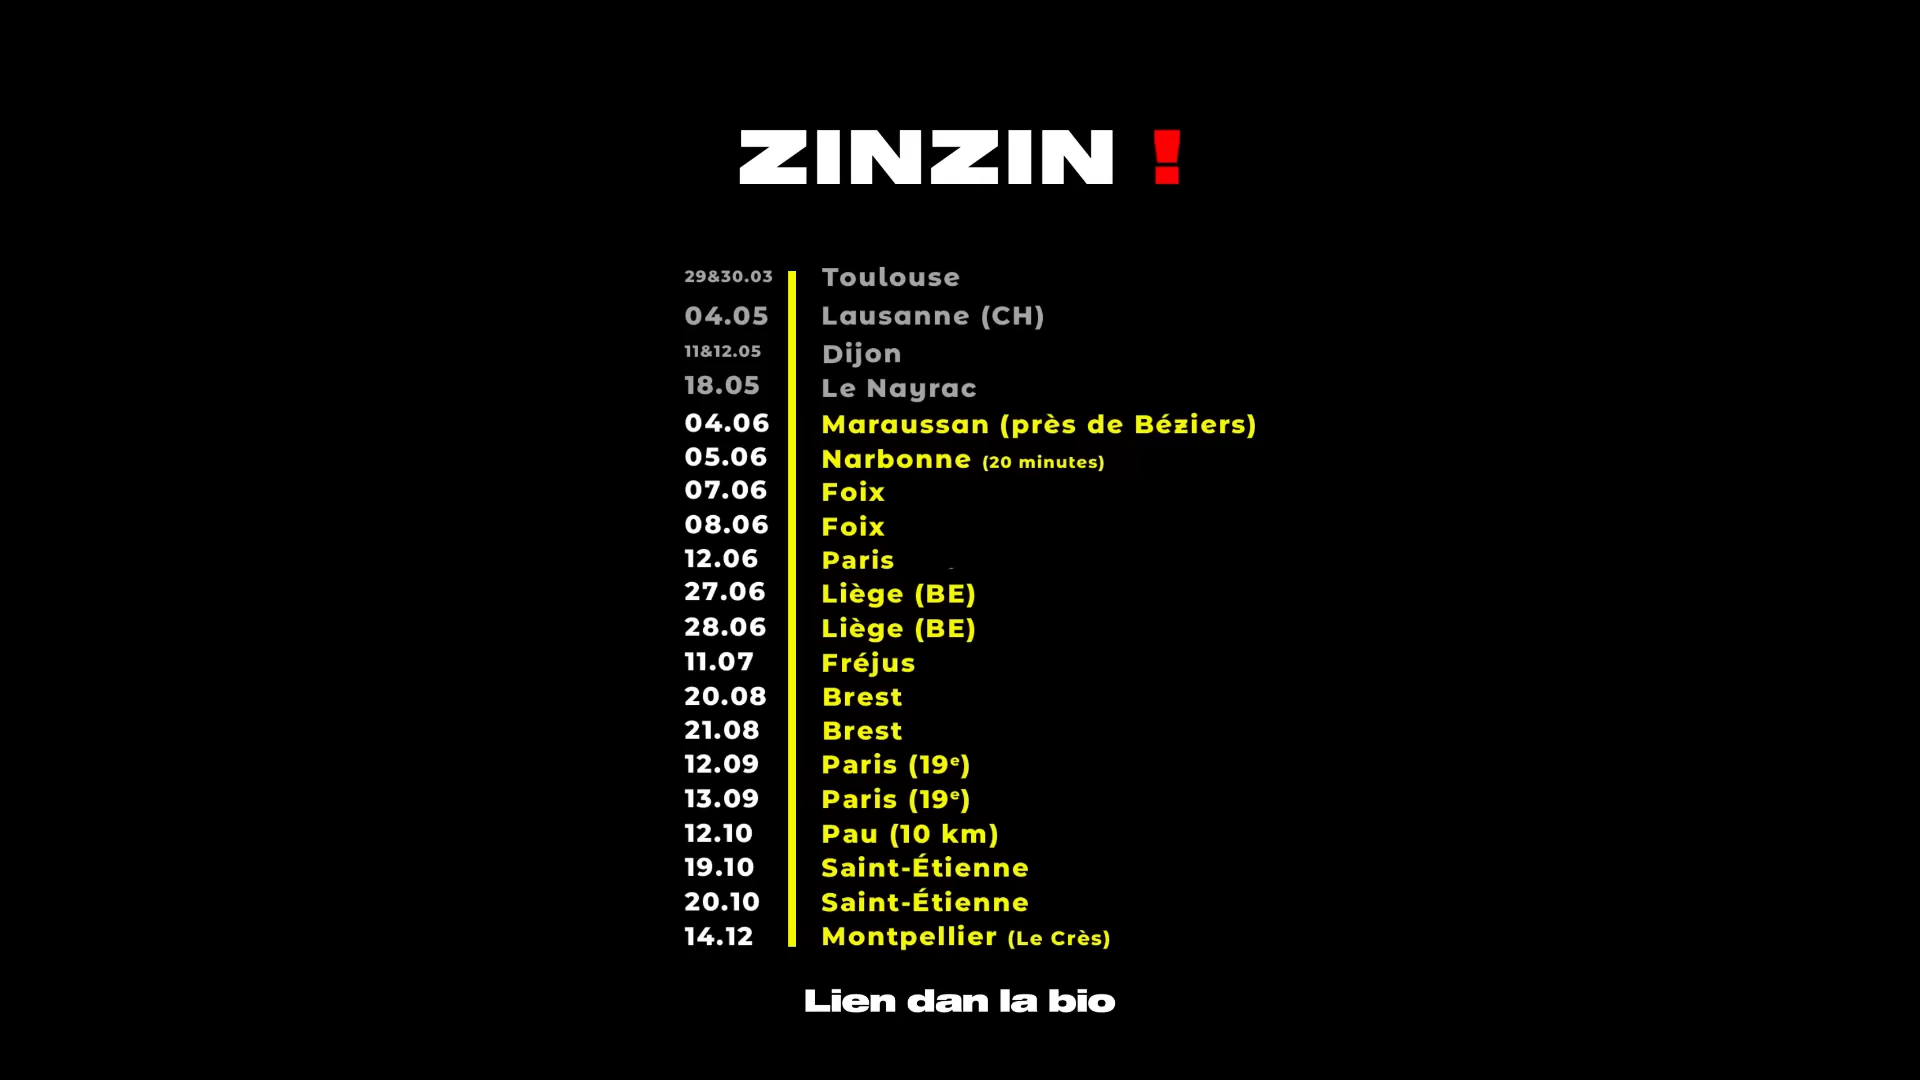 ZINZIN !
29&30.03 Toulouse
04.05 Lausanne (CH)
11&12.05 Dijon
18.05 Le Nayrac
04.06 Maraussan (près de Béziers)
05.06 Narbonne (20 minutes)
07.06 Foix
08.06 Foix
12.06 Paris
27.06 Liège (BE)
28.06 Liège (BE)
11.07 Fréjus
20.08 Brest
21.08 Brest
12.09 Paris (19ᵉ)
13.09 Paris (19ᵉ)
12.10 Pau (10 km)
19.10 Saint-Étienne
20.10 Saint-Étienne
14.12 Montpellier (Le Crès)
Lien dan la bio